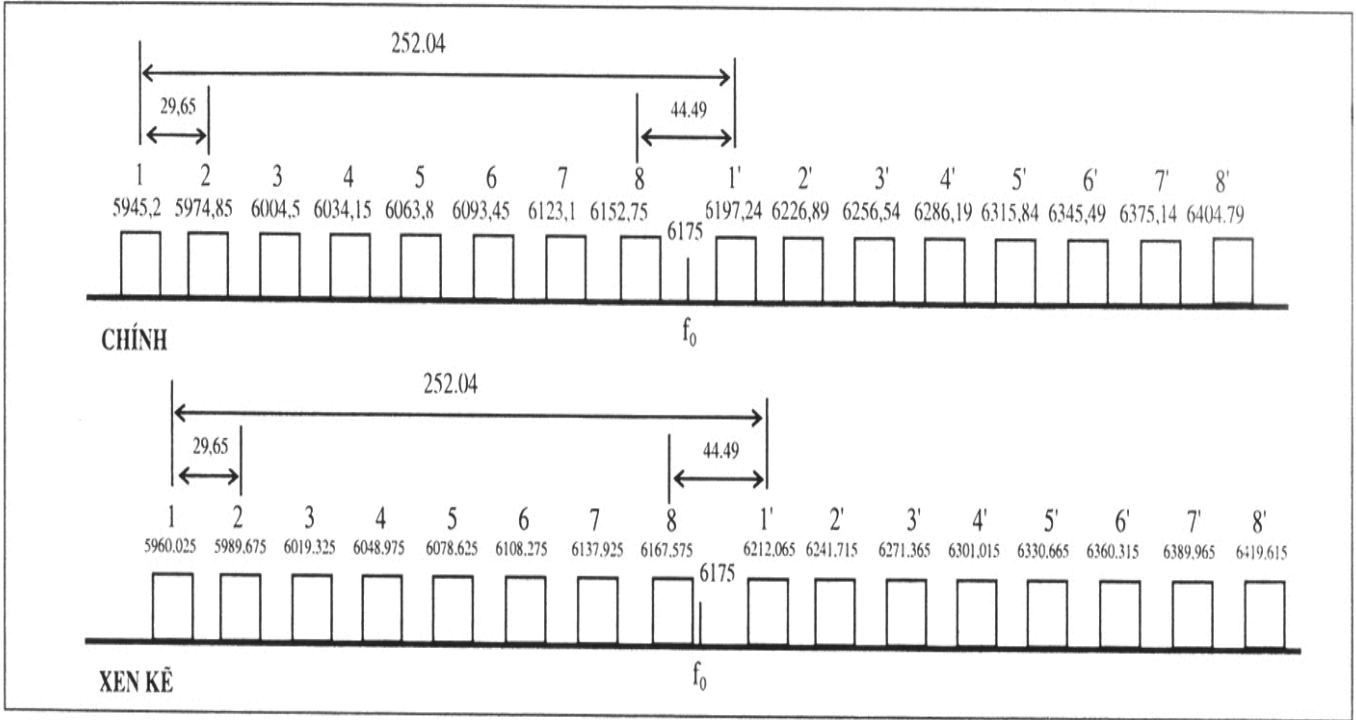 252.04
29,65 44.49
1 2 3 4 5 6 7 8 1' 2' 3' 4' 5' 6' 7' 8'
5945,2 5974,85 6004,5 6034,15 6063,8 6093,45 6123,1 6152,75 6197,24 6226,89 6256,54 6286,19 6315,84 6345,49 6375,14 6404.79
6175
f₀
CHÍNH
252.04
29,65 44.49
1 2 3 4 5 6 7 8 1' 2' 3' 4' 5' 6' 7' 8'
5960.025 5989.675 6019.325 6048.975 6078.625 6108.275 6137.925 6167.575 6212,065 6241,715 6271.365 6301.015 6330.665 6360.315 6389,965 6419.615
6175
f₀
XEN KẼ